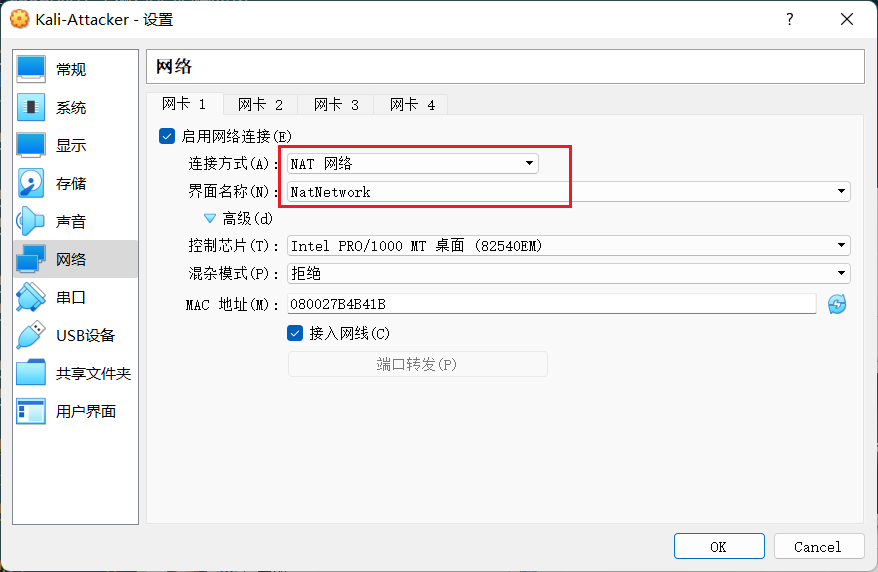 Kali-Attacker - 设置
?
常规
系统
显示
存储
声音
网络
串口
USB设备
共享文件夹
用户界面
网络
网卡 1 网卡 2 网卡 3 网卡 4
启用网络连接(E)
连接方式(A): NAT 网络
界面名称(N): NatNetwork
高级(d)
控制芯片(T): Intel PRO/1000 MT 桌面 (82540EM)
混杂模式(P): 拒绝
MAC 地址(M): 080027B4B41B
接入网线(C)
端口转发(P)
OK Cancel